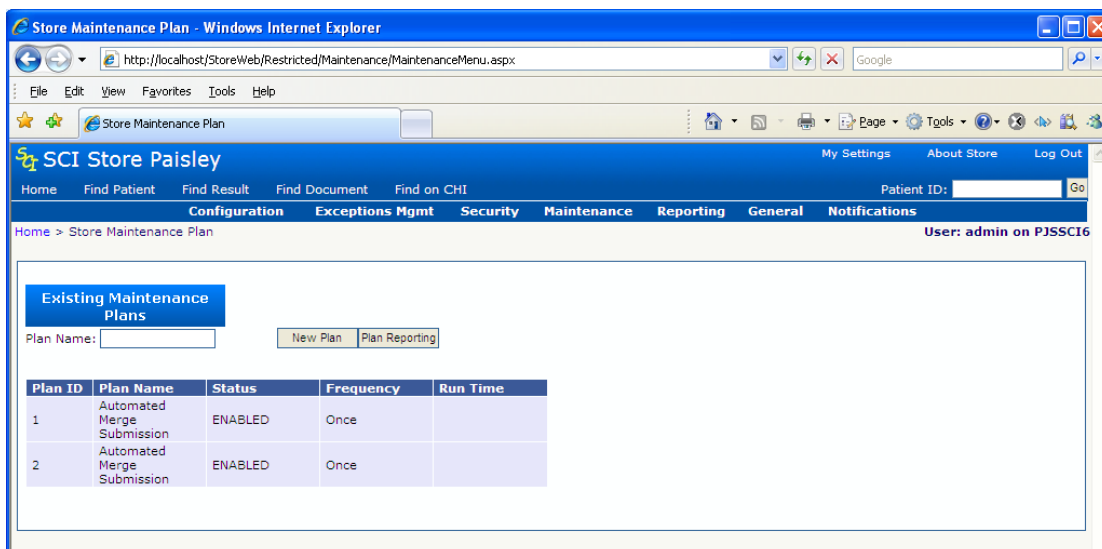 Store Maintenance Plan - Windows Internet Explorer
http://localhost/StoreWeb/Restricted/Maintenance/MaintenanceMenu.aspx
Google
File Edit View Favorites Tools Help
Store Maintenance Plan
Page Tools
SCI Store Paisley
My Settings About Store Log Out
Home Find Patient Find Result Find Document Find on CHI
Patient ID: Go
Configuration Exceptions Mgmt Security Maintenance Reporting General Notifications
Home > Store Maintenance Plan
User: admin on PJSSCI6
Existing Maintenance
Plans
Plan Name: New Plan Plan Reporting
Plan ID Plan Name Status Frequency Run Time
1 Automated Merge Submission ENABLED Once
2 Automated Merge Submission ENABLED Once